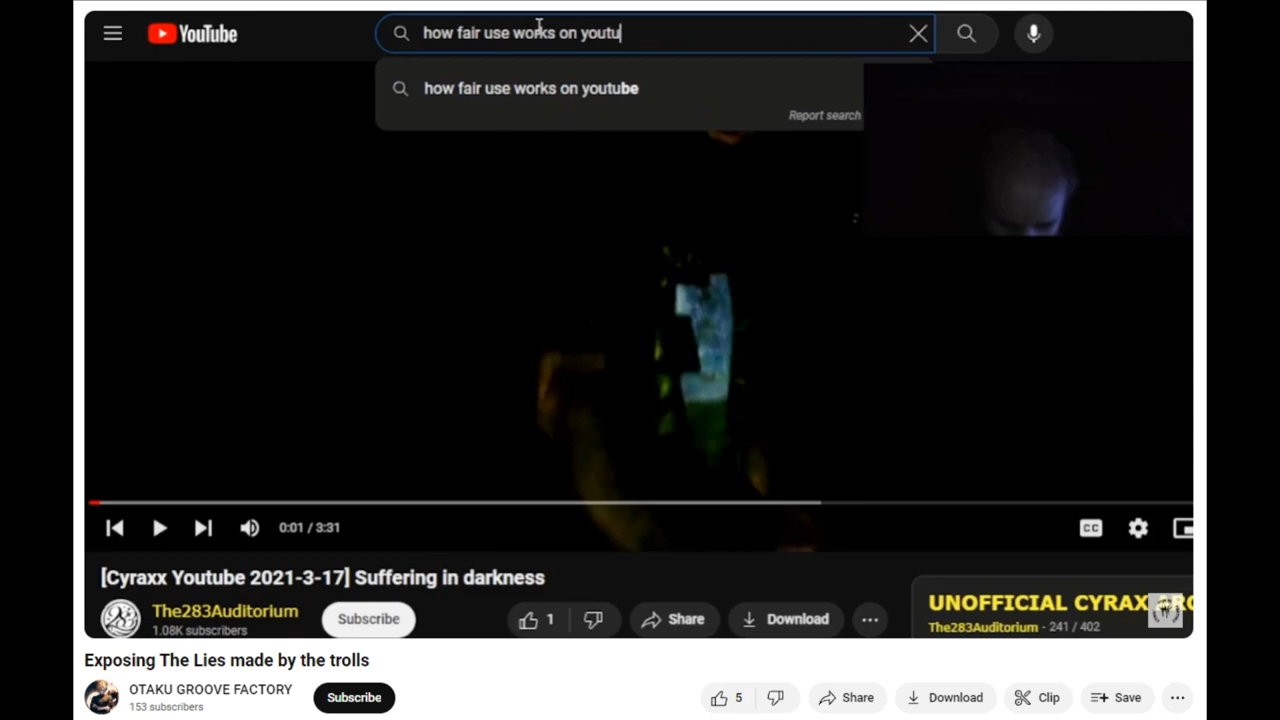 YouTube
how fair use works on youtu
how fair use works on youtube
Report search
0:01 / 3:31
CC
[Cyraxx Youtube 2021-3-17] Suffering in darkness
The283Auditorium
1.08K subscribers
Subscribe
1
Share
Download
UNOFFICIAL CYRAX
The283Auditorium - 241 / 402
Exposing The Lies made by the trolls
OTAKU GROOVE FACTORY
153 subscribers
Subscribe
5
Share
Download
Clip
Save